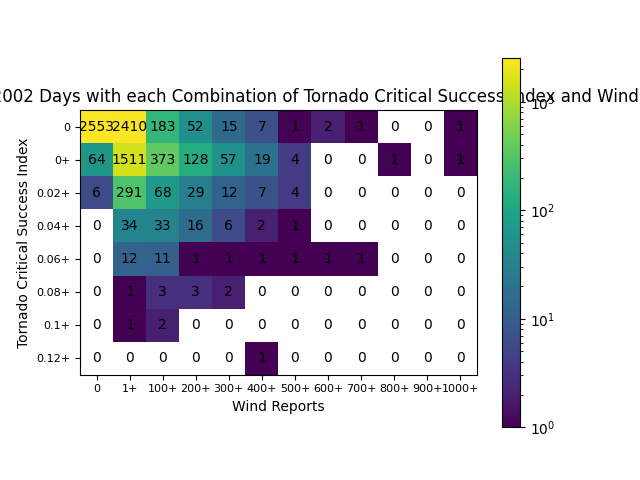 2002 Days with each Combination of Tornado Critical Success Index and Wind
Tornado Critical Success Index
0 2553 2410 183 52 15 7 1 2 1 0 0 1
0+ 64 1511 373 128 57 19 4 0 0 1 0 1
0.02+ 6 291 68 29 12 7 4 0 0 0 0 0
0.04+ 0 34 33 16 6 2 1 0 0 0 0 0
0.06+ 0 12 11 1 1 1 1 1 1 0 0 0
0.08+ 0 1 3 3 2 0 0 0 0 0 0 0
0.1+ 0 1 2 0 0 0 0 0 0 0 0 0
0.12+ 0 0 0 0 0 1 0 0 0 0 0 0
0 1+ 100+ 200+ 300+ 400+ 500+ 600+ 700+ 800+ 900+ 1000+
Wind Reports
10³
10²
10¹
10⁰